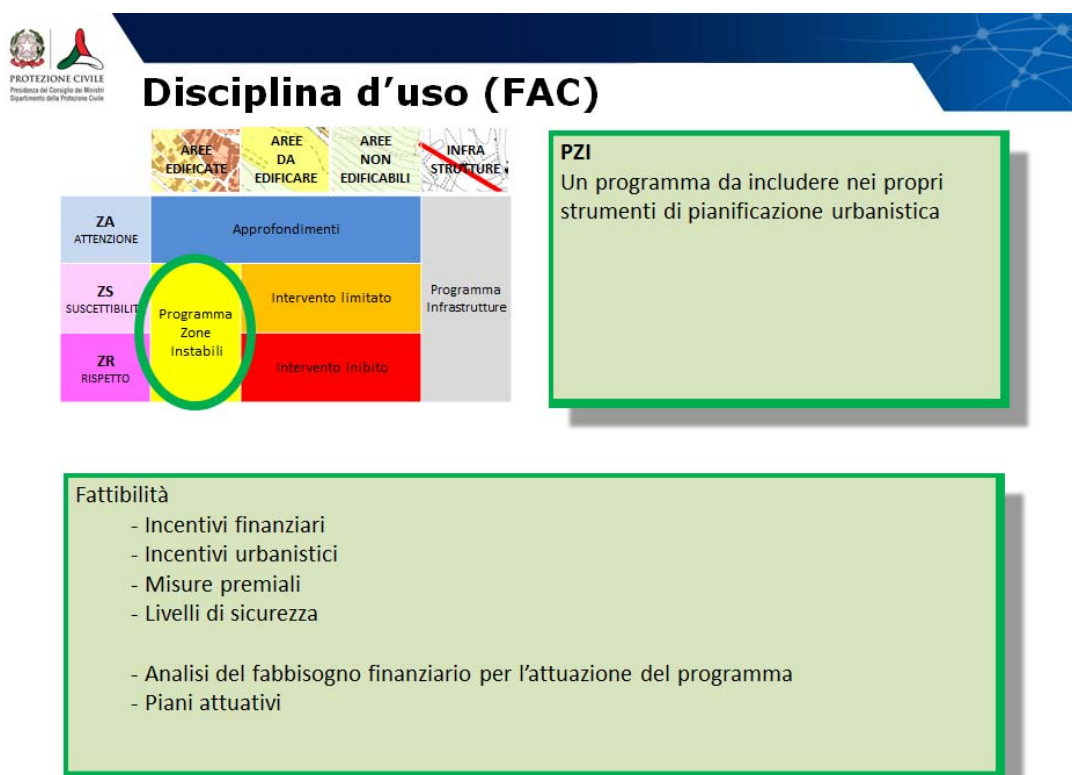 PROTEZIONE CIVILE
Presidenza del Consiglio dei Ministri
Dipartimento della Protezione Civile
Disciplina d’uso (FAC)
AREE
EDIFICATE
AREE
DA
EDIFICARE
AREE
NON
EDIFICABILI
INFRA
STRUTTURE
ZA
ATTENZIONE
Approfondimenti
ZS
SUSCETTIBILIT
Programma
Zone
Instabili
Intervento limitato
Programma
Infrastrutture
ZR
RISPETTO
Intervento inibito
PZI
Un programma da includere nei propri
strumenti di pianificazione urbanistica
Fattibilità
- Incentivi finanziari
- Incentivi urbanistici
- Misure premiali
- Livelli di sicurezza
- Analisi del fabbisogno finanziario per l’attuazione del programma
- Piani attuativi